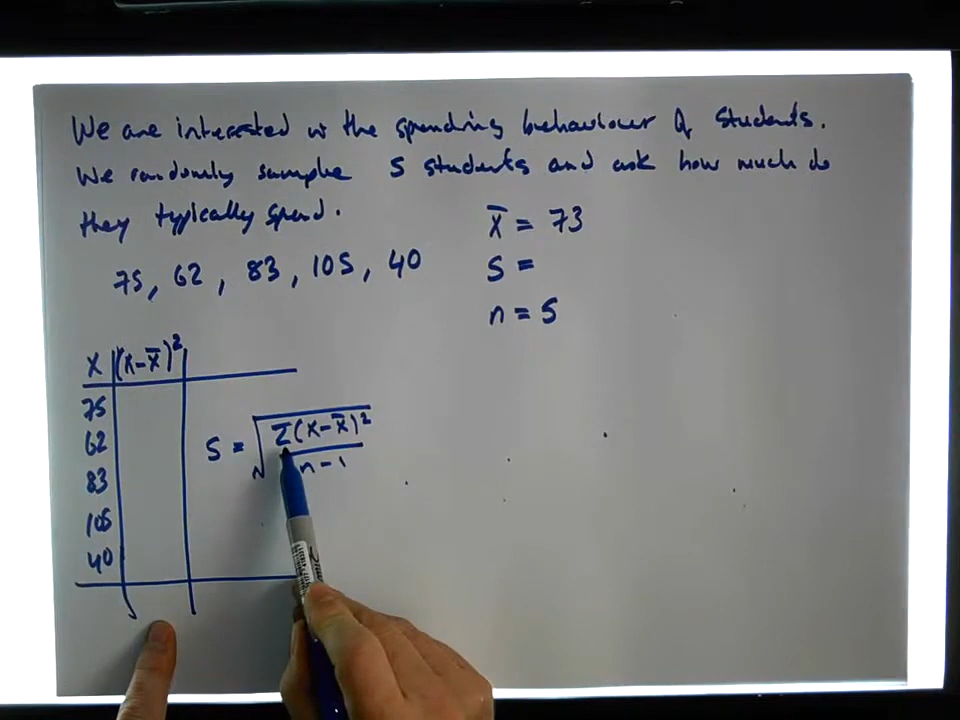 We are interested in the spending behaviour of students.
We randomly sample 5 students and ask how much do
they typically spend.
75, 62, 83, 105, 40
x̄ = 73
s =
n = 5
x (x-x̄)²
75
62
83
105
40
s = √(Σ(x-x̄)² / n-1)